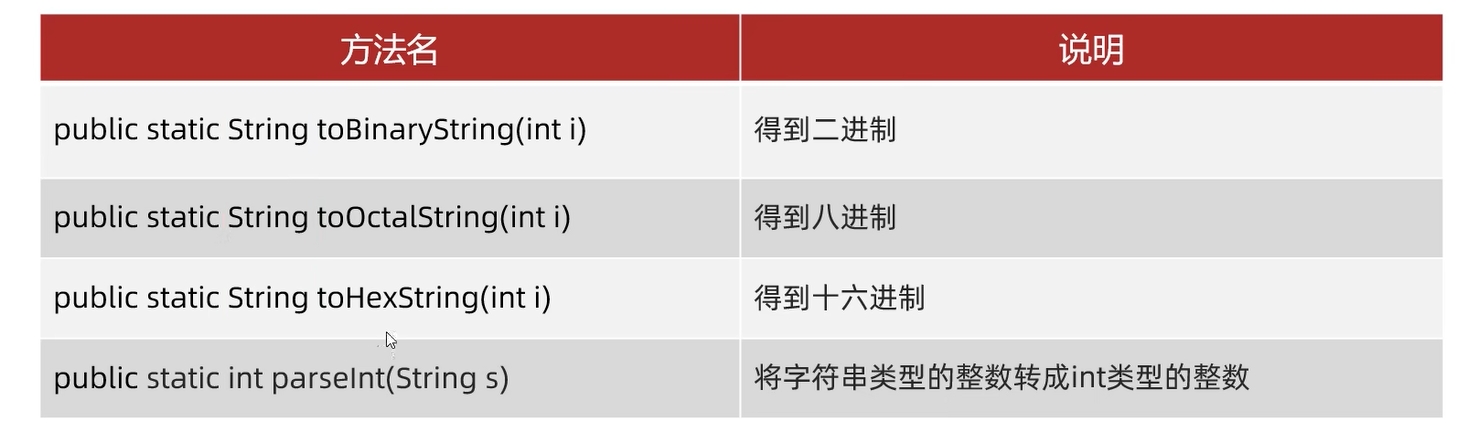 方法名
说明
public static String toBinaryString(int i)
得到二进制
public static String toOctalString(int i)
得到八进制
public static String toHexString(int i)
得到十六进制
public static int parseInt(String s)
将字符串类型的整数转成int类型的整数